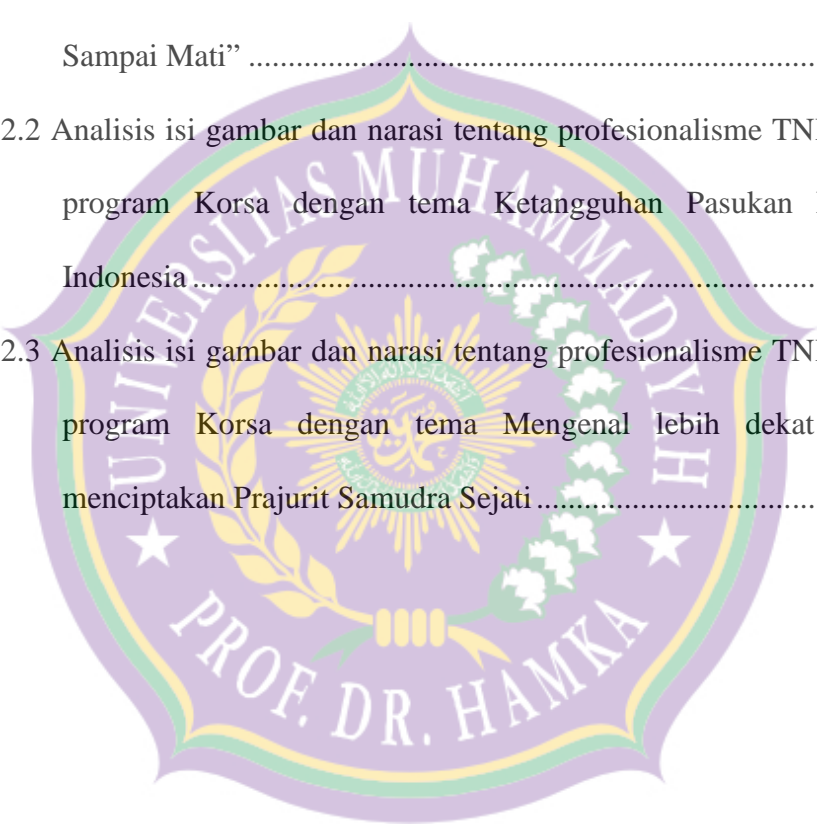 Sampai Mati” ........................................................................
2.2 Analisis isi gambar dan narasi tentang profesionalisme TN
program Korsa dengan tema Ketangguhan Pasukan
Indonesia ...............................................................................
2.3 Analisis isi gambar dan narasi tentang profesionalisme TN
program Korsa dengan tema Mengenal lebih dekat
menciptakan Prajurit Samudra Sejati ...................................
UNIVERSITAS MUHAMMADIYAH
PROF. DR. HAMKA